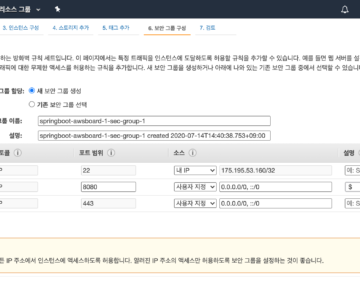 리소스 그룹
3. 인스턴스 구성 4. 스토리지 추가 5. 태그 추가 6. 보안 그룹 구성 7. 검토
하는 방화벽 규칙 세트입니다. 이 페이지에서는 특정 트래픽을 인스턴스에 도달하도록 허용할 규칙을 추가할 수 있습니다. 예를 들면 웹 서버를 설
래픽에 대한 무제한 액세스를 허용하는 규칙을 추가합니다. 새 보안 그룹을 생성하거나 아래에 나와 있는 기존 보안 그룹 중에서 선택할 수 있습니다.
그룹 할당: 새 보안 그룹 생성
기존 보안 그룹 선택
그룹 이름: springboot-awsboard-1-sec-group-1
설명: springboot-awsboard-1-sec-group-1 created 2020-07-14T14:40:38.753+09:00
토콜 포트 범위 소스 설명
P 22 내 IP 175.195.53.160/32 예: S
P 8080 사용자 지정 0.0.0.0/0, ::/0 $
P 443 사용자 지정 0.0.0.0/0, ::/0 예: S
든 IP 주소에서 인스턴스에 액세스하도록 허용합니다. 알려진 IP 주소의 액세스만 허용하도록 보안 그룹을 설정하는 것이 좋습니다.